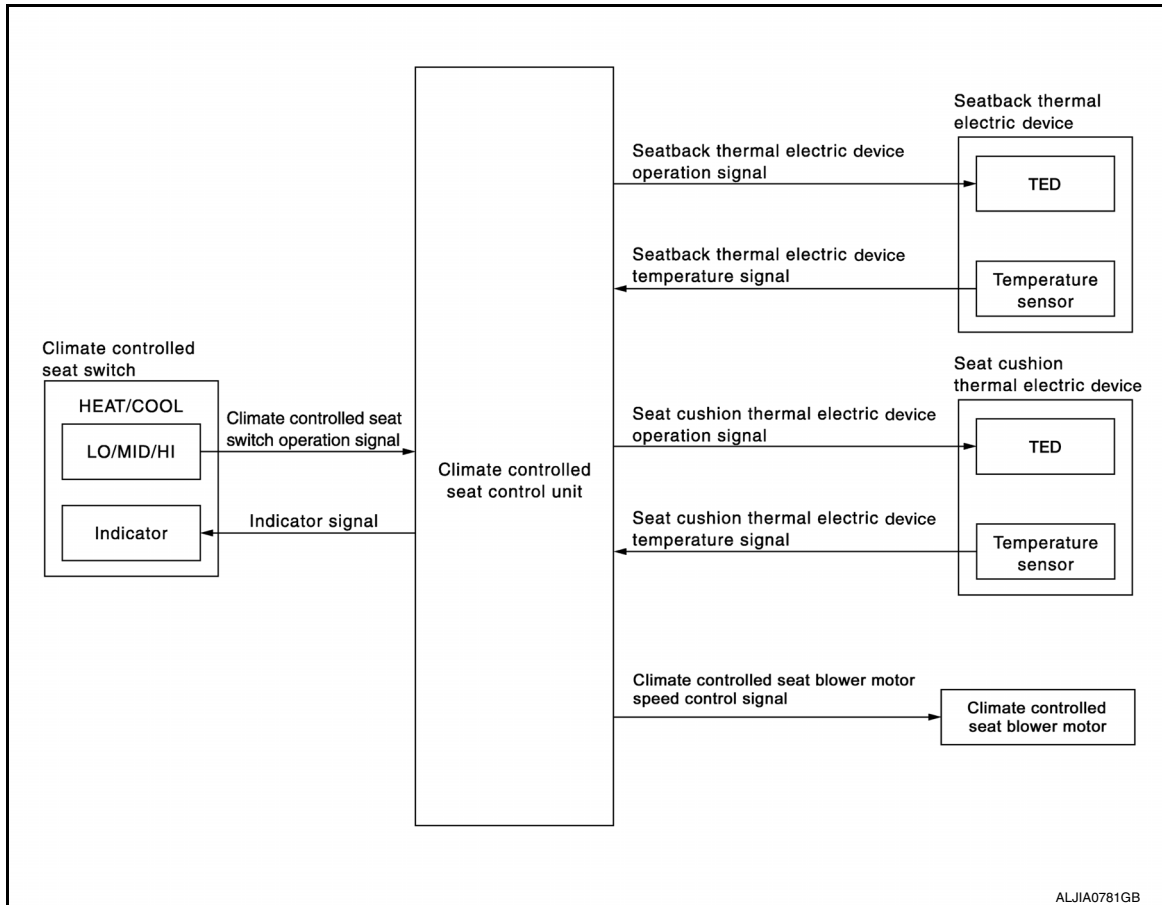 Climate controlled
seat switch
HEAT/COOL
LO/MID/HI
Indicator
Climate controlled seat
switch operation signal
Indicator signal
Climate controlled
seat control unit
Seatback thermal electric device
operation signal
Seatback thermal electric device
temperature signal
Seatback thermal
electric device
TED
Temperature
sensor
Seat cushion thermal electric device
operation signal
Seat cushion thermal electric device
temperature signal
Seat cushion
thermal electric device
TED
Temperature
sensor
Climate controlled seat blower motor
speed control signal
Climate controlled
seat blower motor
ALJIA0781GB